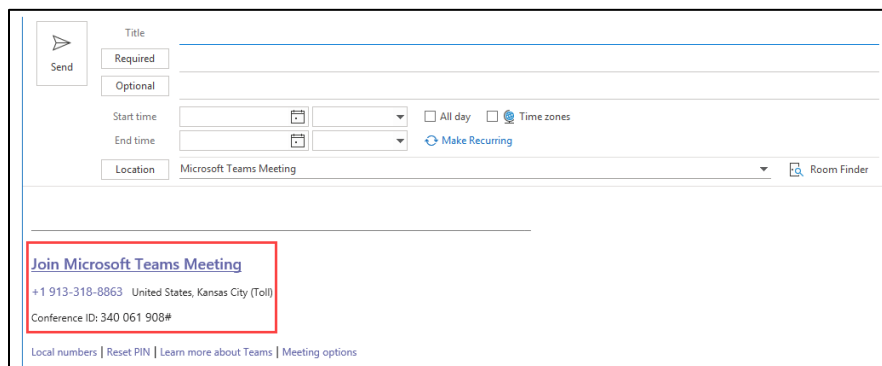 Title
Send
Required
Optional
Start time
All day
Time zones
End time
Make Recurring
Location
Microsoft Teams Meeting
Room Finder
Join Microsoft Teams Meeting
+1 913-318-8863 United States, Kansas City (Toll)
Conference ID: 340 061 908#
Local numbers | Reset PIN | Learn more about Teams | Meeting options